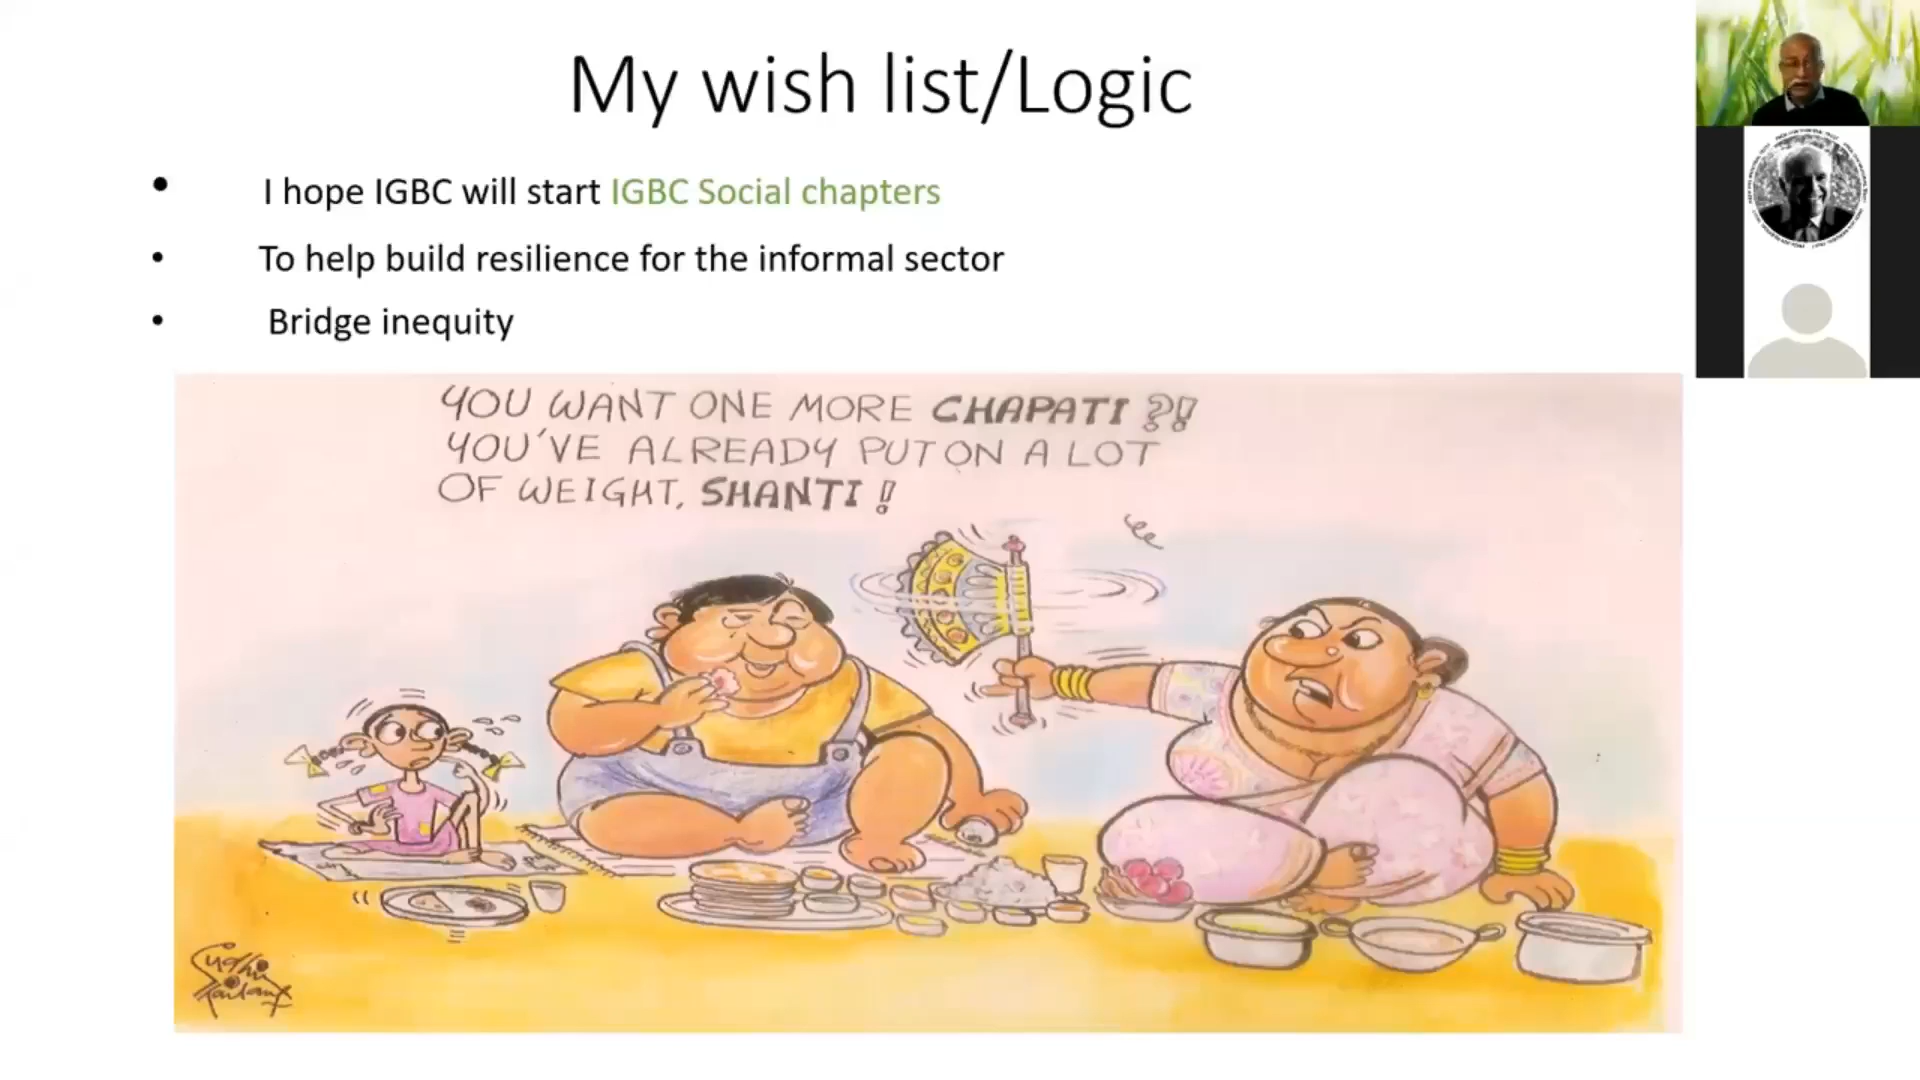 My wish list/Logic
• I hope IGBC will start IGBC Social chapters
• To help build resilience for the informal sector
• Bridge inequity
YOU WANT ONE MORE CHAPATI ?!!
YOU'VE ALREADY PUT ON A LOT
OF WEIGHT, SHANTI !